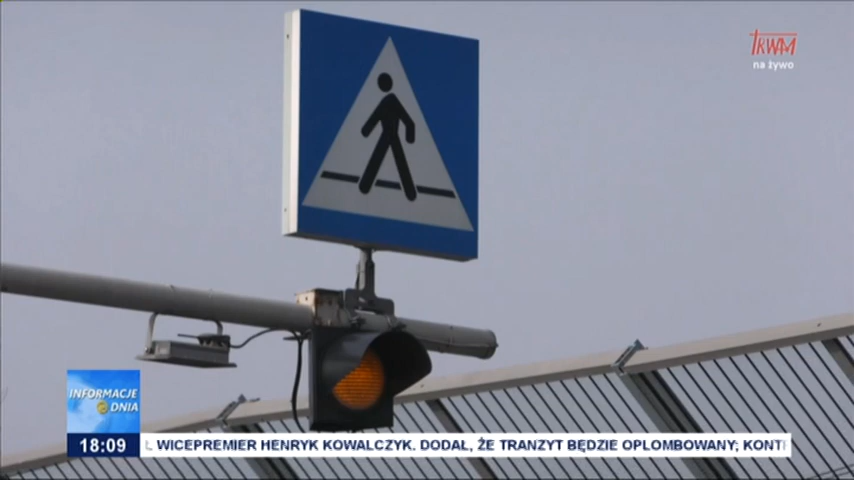 TRWAM
na żywo
INFORMACJE
DNIA
18:09
Ł WICEPREMIER HENRYK KOWALCZYK. DODAŁ, ŻE TRANZYT BĘDZIE OPLOMBOWANY; KONT